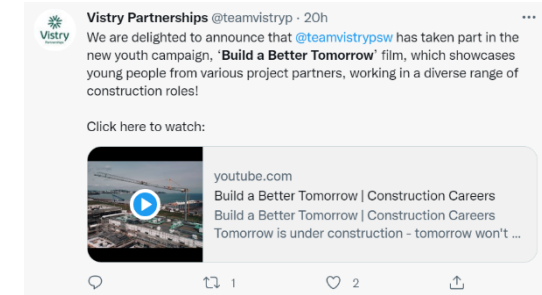 Vistry Partnerships @teamvistryp · 20h
Vistry
Partnerships
We are delighted to announce that @teamvistrypsw has taken part in the
new youth campaign, ‘Build a Better Tomorrow’ film, which showcases
young people from various project partners, working in a diverse range of
construction roles!
Click here to watch:
youtube.com
Build a Better Tomorrow | Construction Careers
Build a Better Tomorrow | Construction Careers
Tomorrow is under construction - tomorrow won't ...
1
2